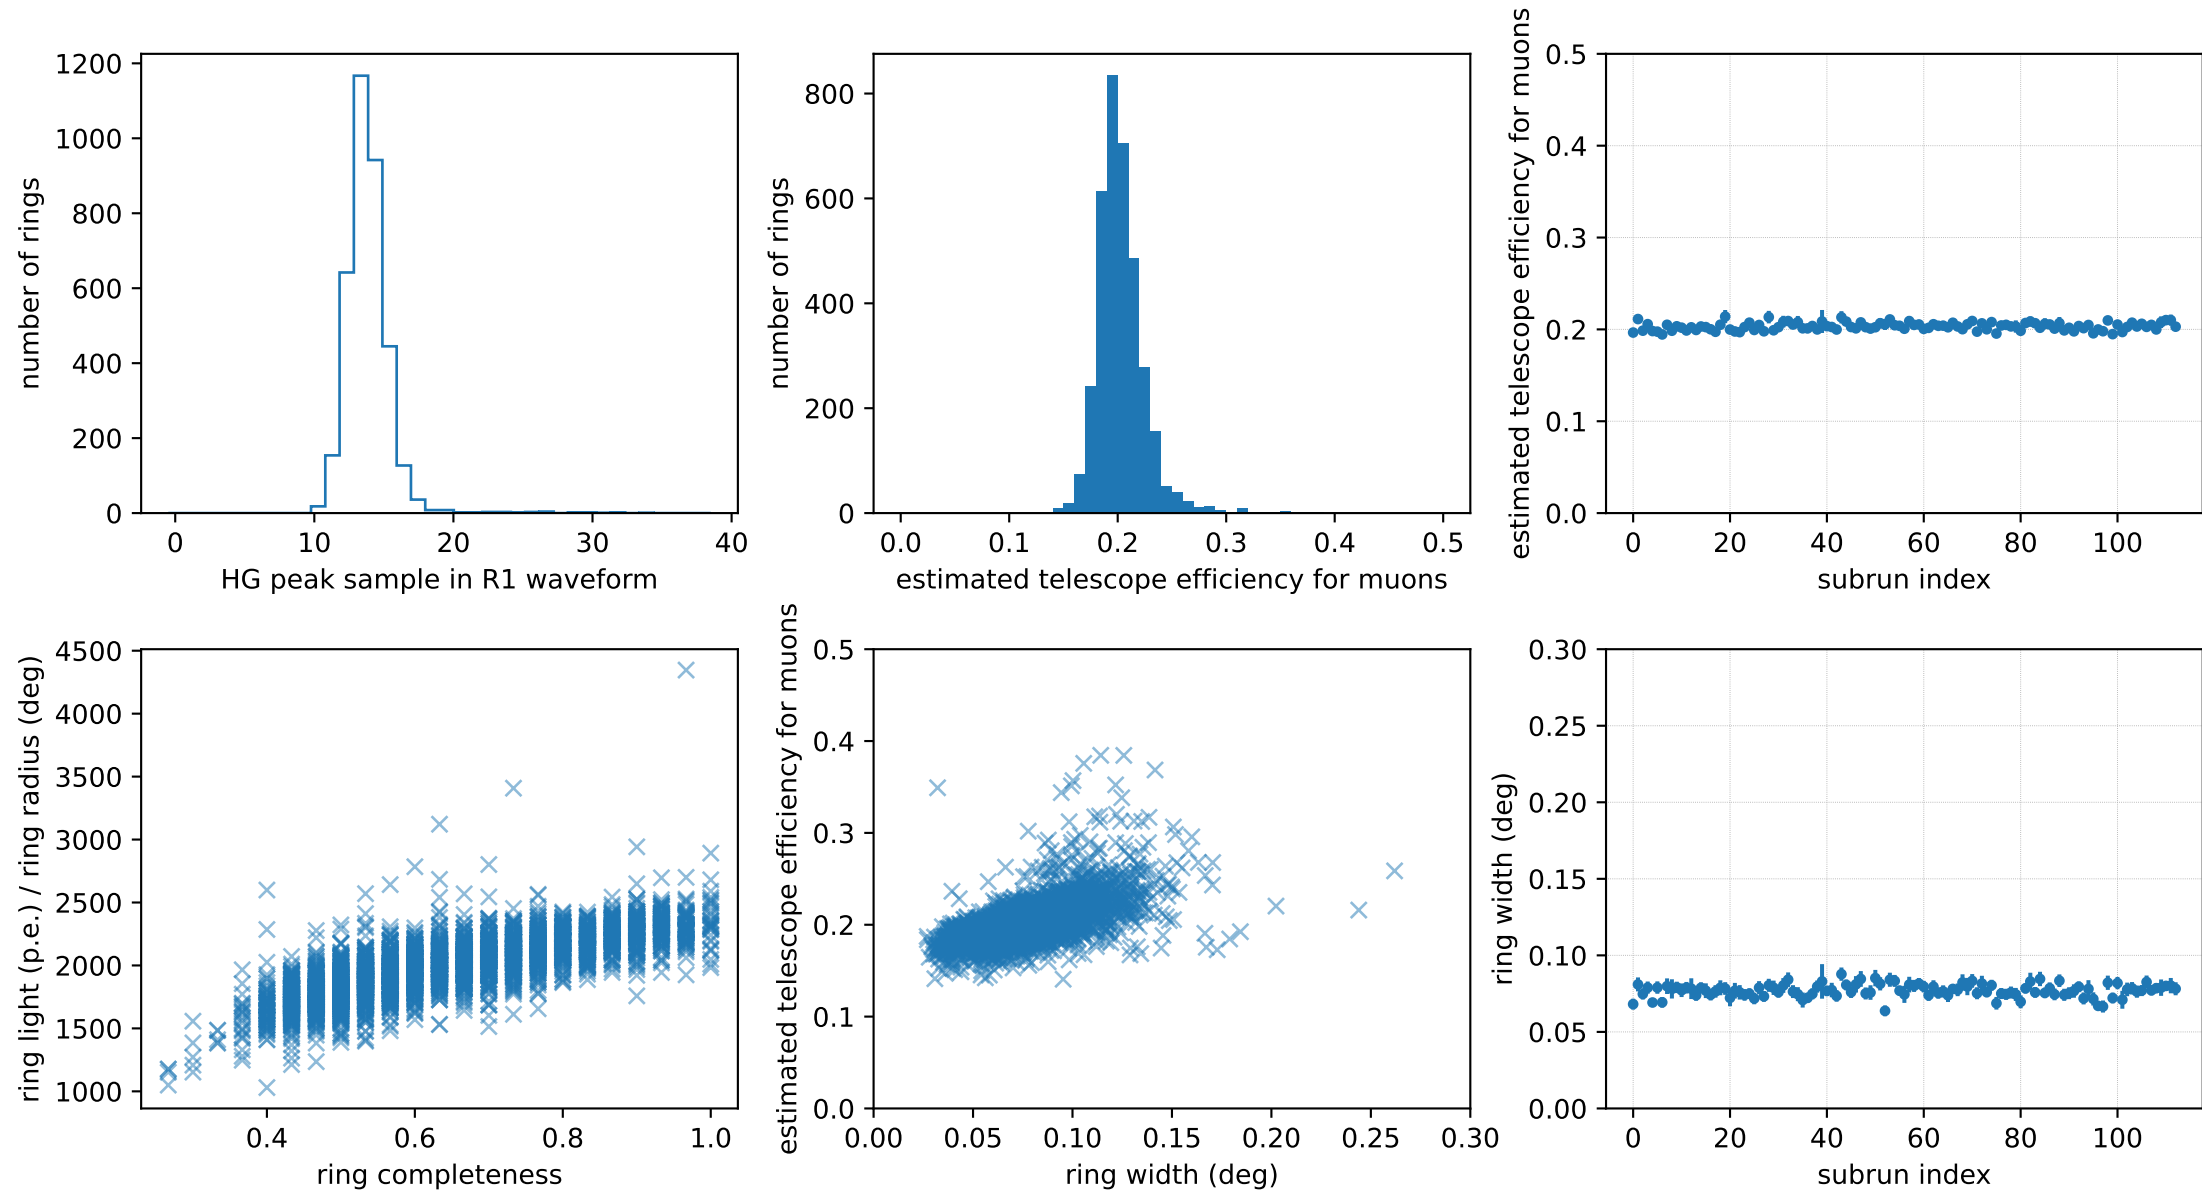 1200
1000
800
600
400
200
0
number of rings
0 10 20 30 40
HG peak sample in R1 waveform
800
600
400
200
0
number of rings
0.0 0.1 0.2 0.3 0.4 0.5
estimated telescope efficiency for muons
0.5
0.4
0.3
0.2
0.1
0.0
estimated telescope efficiency for muons
0 20 40 60 80 100
subrun index
4500
4000
3500
3000
2500
2000
1500
1000
ring light (p.e.) / ring radius (deg)
0.4 0.6 0.8 1.0
ring completeness
0.5
0.4
0.3
0.2
0.1
0.0
estimated telescope efficiency for muons
0.00 0.05 0.10 0.15 0.20 0.25 0.30
ring width (deg)
0.30
0.25
0.20
0.15
0.10
0.05
0.00
ring width (deg)
0 20 40 60 80 100
subrun index